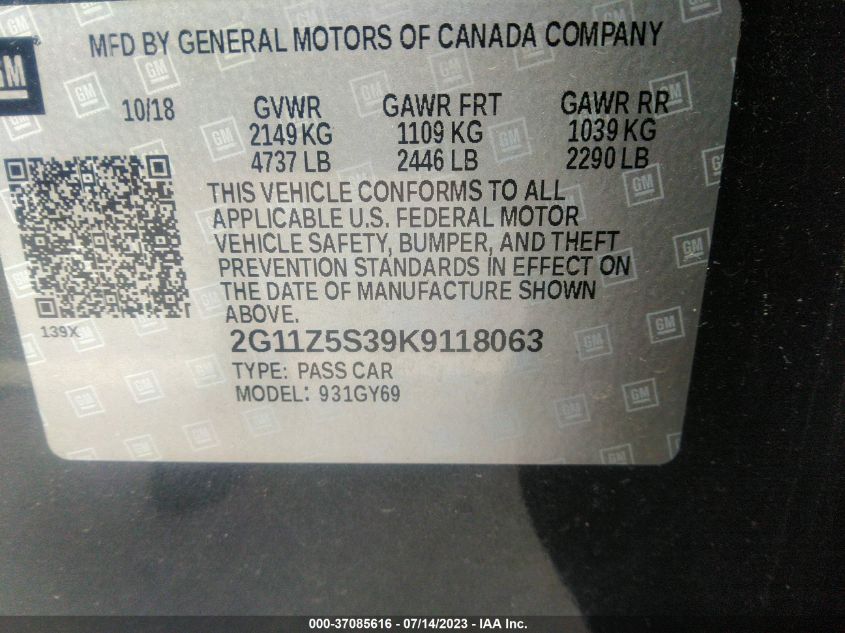 MFD BY GENERAL MOTORS OF CANADA COMPANY
GM
10/18 GVWR GAWR FRT GAWR RR
2149 KG 1109 KG 1039 KG
4737 LB 2446 LB 2290 LB
THIS VEHICLE CONFORMS TO ALL
APPLICABLE U.S. FEDERAL MOTOR
VEHICLE SAFETY, BUMPER, AND THEFT
PREVENTION STANDARDS IN EFFECT ON
THE DATE OF MANUFACTURE SHOWN
ABOVE.
139X
2G11Z5S39K9118063
TYPE: PASS CAR
MODEL: 931GY69
000-37085616 / 07/14/2023 - IAA Inc.